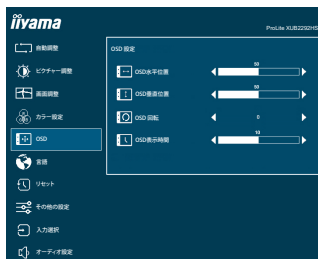 iiyama
ProLite XUB2292HS
自動調整
ピクチャー調整
画面調整
カラー設定
OSD
言語
リセット
その他の設定
入力選択
オーディオ設定
OSD 設定
OSD水平位置
50
OSD垂直位置
50
OSD 回転
0
OSD表示時間
10